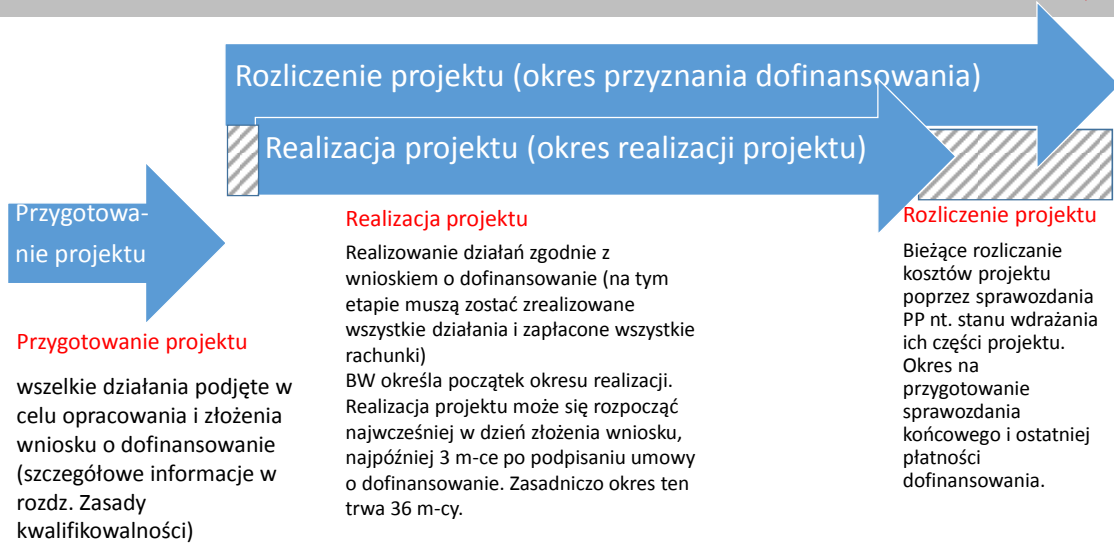 Rozliczenie projektu (okres przyznania dofinansowania)
Realizacja projektu (okres realizacji projektu)
Przygotowa-
nie projektu
Przygotowanie projektu
wszelkie działania podjęte w
celu opracowania i złożenia
wniosku o dofinansowanie
(szczegółowe informacje w
rozdz. Zasady
kwalifikowalności)
Realizacja projektu
Realizowanie działań zgodnie z
wnioskiem o dofinansowanie (na tym
etapie muszą zostać zrealizowane
wszystkie działania i zapłacone wszystkie
rachunki)
BW określa początek okresu realizacji.
Realizacja projektu może się rozpocząć
najwcześniej w dzień złożenia wniosku,
najpóźniej 3 m-ce po podpisaniu umowy
o dofinansowanie. Zasadniczo okres ten
trwa 36 m-cy.
Rozliczenie projektu
Bieżące rozliczanie
kosztów projektu
poprzez sprawozdania
PP nt. stanu wdrażania
ich części projektu.
Okres na
przygotowanie
sprawozdania
końcowego i ostatniej
płatności
dofinansowania.